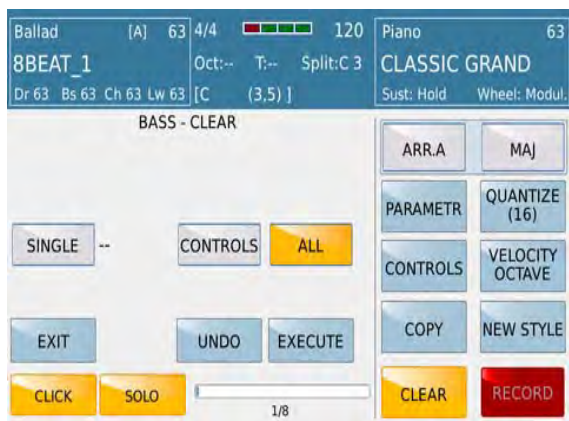 Ballad [A] 63
8BEAT_1
Dr 63 Bs 63 Ch 63 Lw 63
4/4 120
Oct:-- T:-- Split:C 3
[C (3,5) ]
Piano 63
CLASSIC GRAND
Sust: Hold Wheel: Modul.
BASS - CLEAR
SINGLE -- CONTROLS ALL
EXIT UNDO EXECUTE
CLICK SOLO 1/8
ARR.A MAJ
PARAMETR QUANTIZE
(16)
CONTROLS VELOCITY
OCTAVE
COPY NEW STYLE
CLEAR RECORD